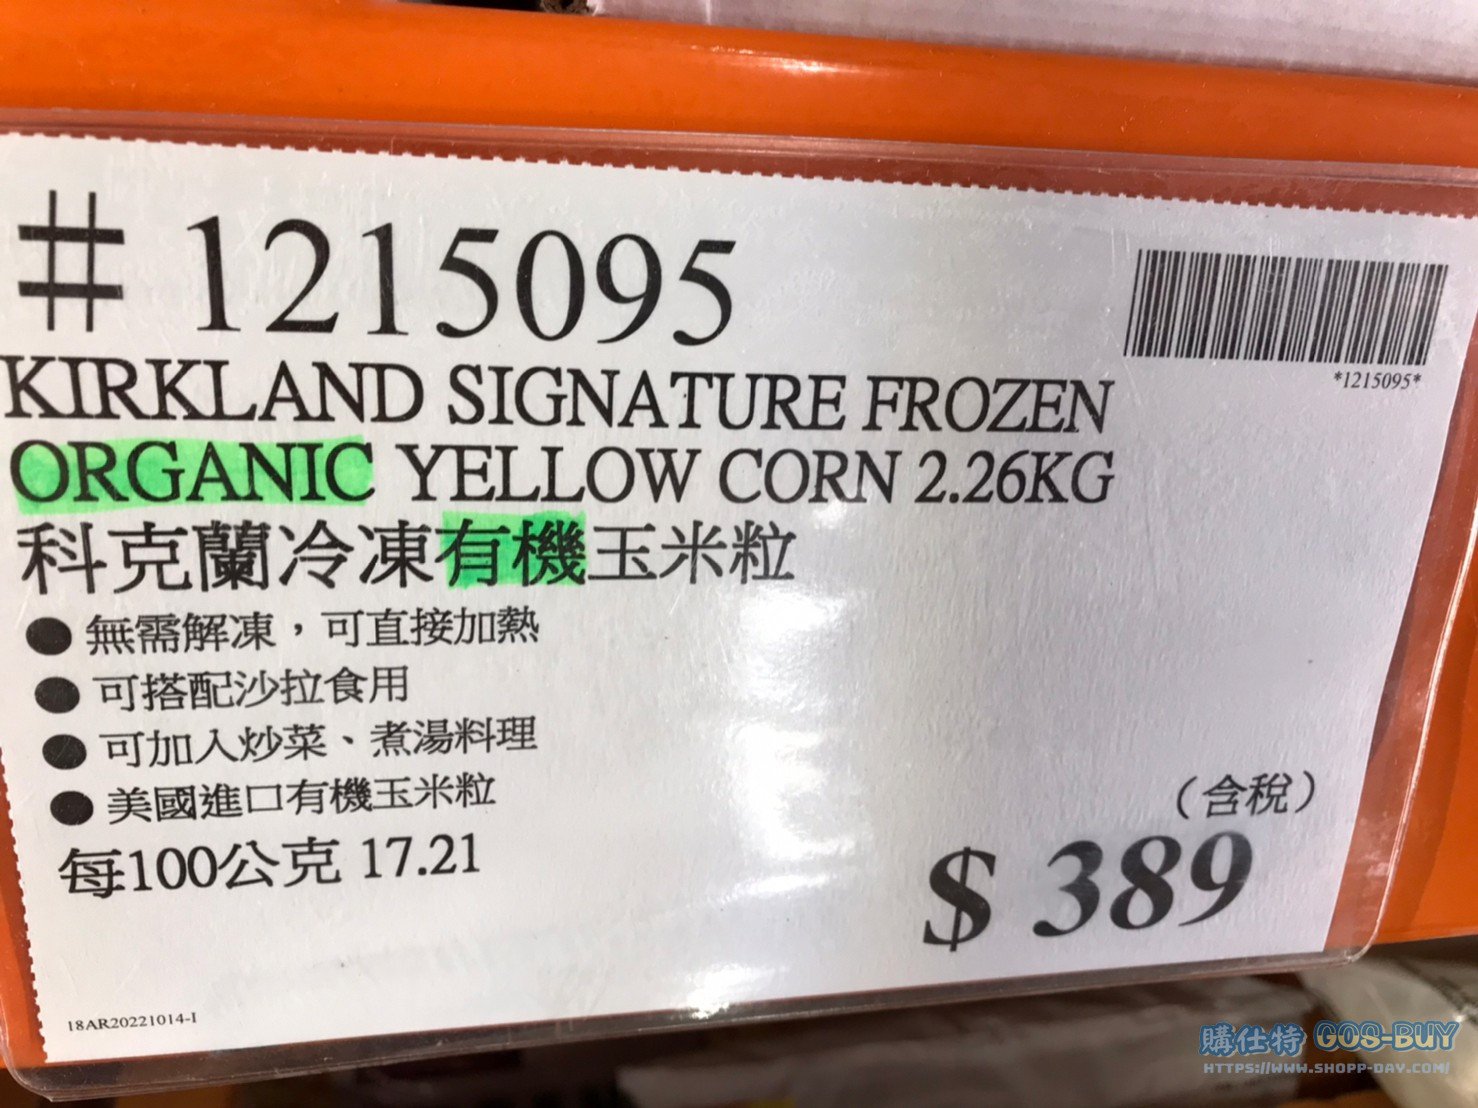 # 1215095
*1215095*
KIRKLAND SIGNATURE FROZEN
ORGANIC YELLOW CORN 2.26KG
科克蘭冷凍有機玉米粒
● 無需解凍，可直接加熱
● 可搭配沙拉食用
● 可加入炒菜、煮湯料理
● 美國進口有機玉米粒
每100公克 17.21
（含稅）
$ 389
18AR20221014-I
購仕特 GOS-BUY
HTTPS://WWW.SHOPP-DAY.COM/